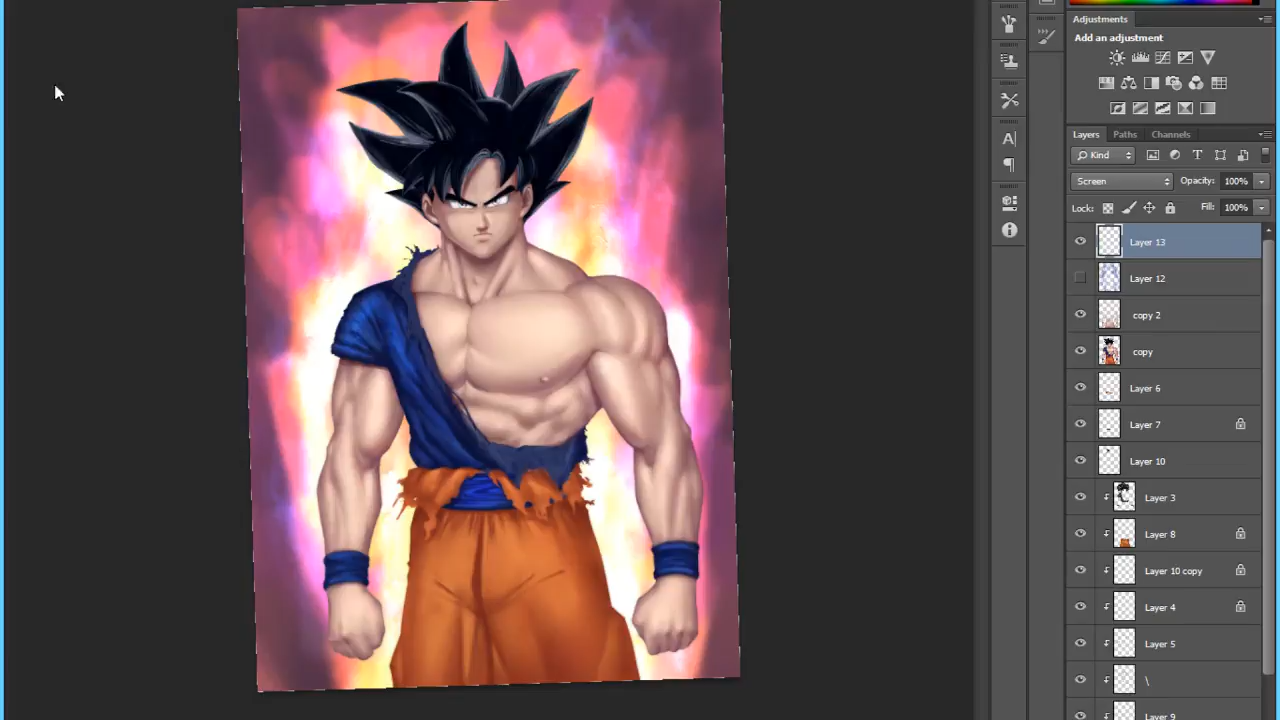 Adjustments
Add an adjustment
Layers Paths Channels
Kind T
Screen Opacity: 100%
Lock: Fill: 100%
A
Layer 13
Layer 12
copy 2
copy
Layer 6
Layer 7
Layer 10
Layer 3
Layer 8
Layer 10 copy
Layer 4
Layer 5
\
Layer 9